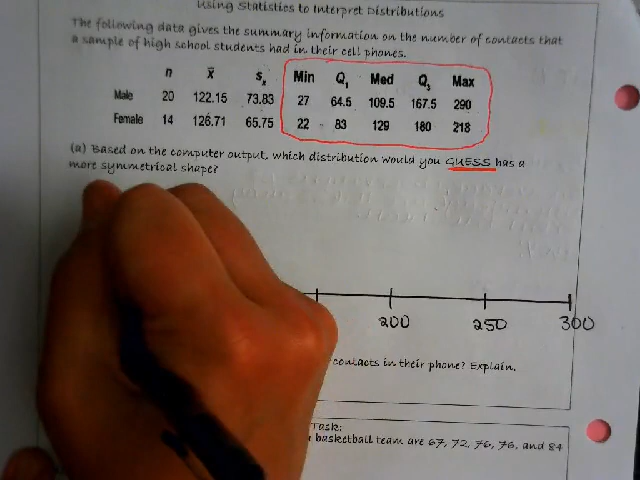 Using Statistics to Interpret Distributions
The following data gives the summary information on the number of contacts that
a sample of high school students had in their cell phones.
n x̄ sₓ Min Q₁ Med Q₃ Max
Male 20 122.15 73.83 27 64.5 109.5 167.5 290
Female 14 126.71 65.75 22 83 129 180 218
(a) Based on the computer output, which distribution would you GUESS has a
more symmetrical shape?
200 250 300
contacts in their phone? Explain.
Task:
basketball team are 67, 72, 76, 76, and 84